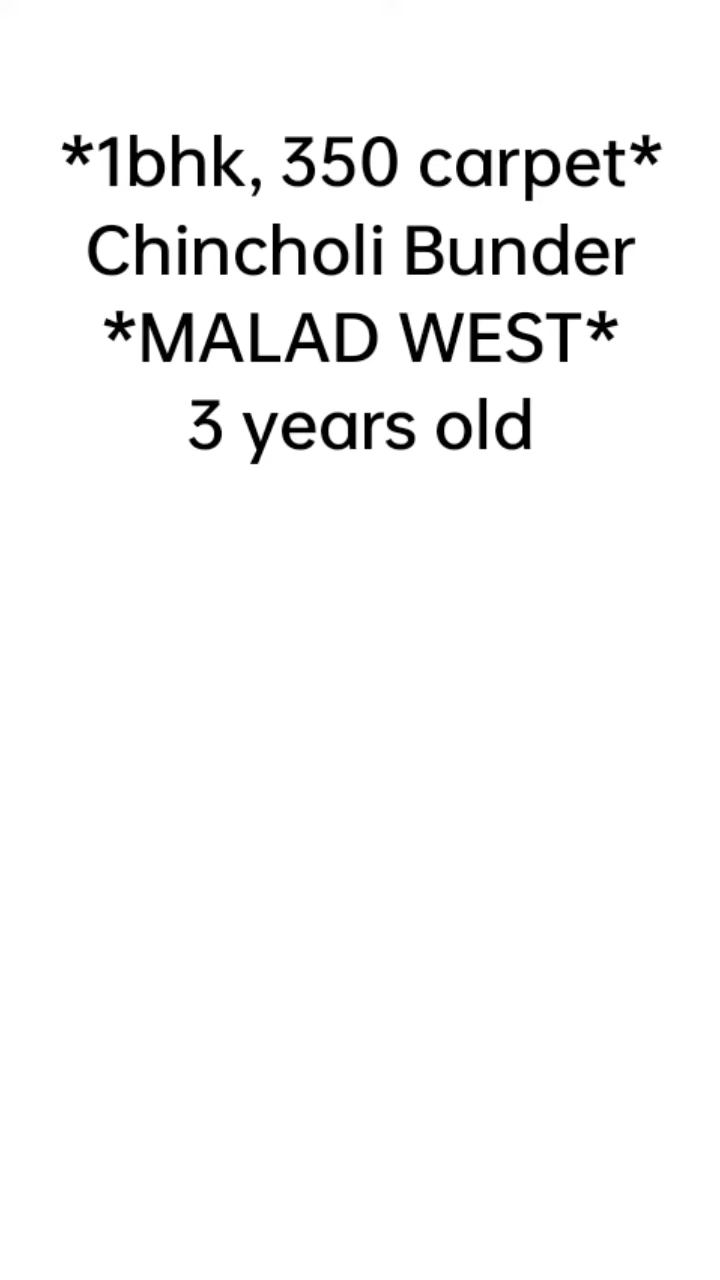 *1bhk, 350 carpet*
Chincholi Bunder
*MALAD WEST*
3 years old